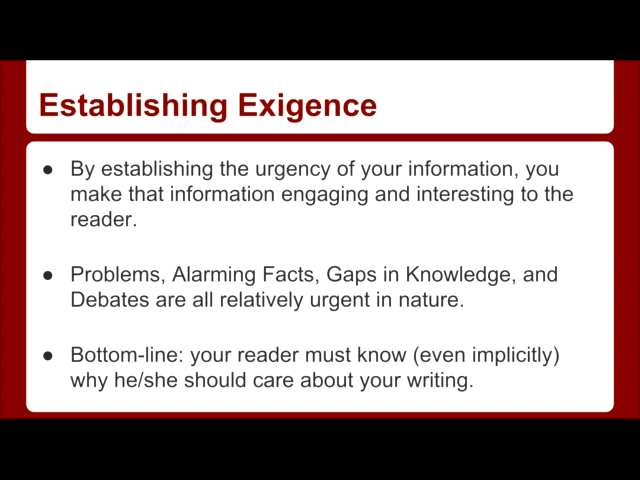 Establishing Exigence
● By establishing the urgency of your information, you
make that information engaging and interesting to the
reader.
● Problems, Alarming Facts, Gaps in Knowledge, and
Debates are all relatively urgent in nature.
● Bottom-line: your reader must know (even implicitly)
why he/she should care about your writing.